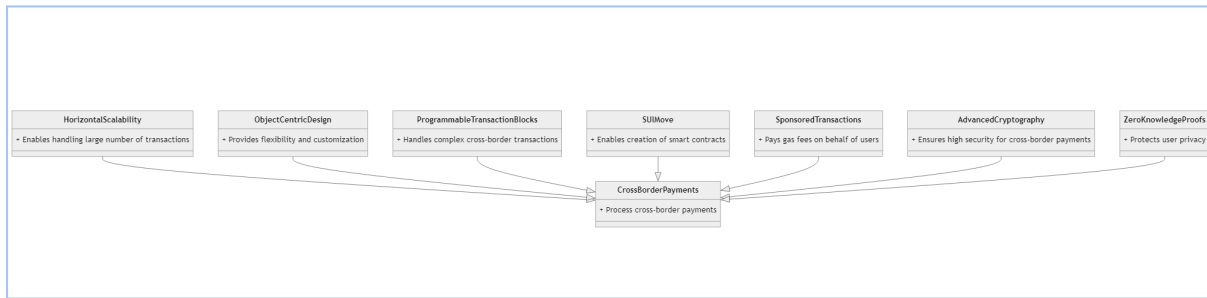 HorizontalScalability
+ Enables handling large number of transactions
ObjectCentricDesign
+ Provides flexibility and customization
ProgrammableTransactionBlocks
+ Handles complex cross-border transactions
SUIMove
+ Enables creation of smart contracts
SponsoredTransactions
+ Pays gas fees on behalf of users
AdvancedCryptography
+ Ensures high security for cross-border payments
ZeroKnowledgeProofs
+ Protects user privacy
CrossBorderPayments
+ Process cross-border payments